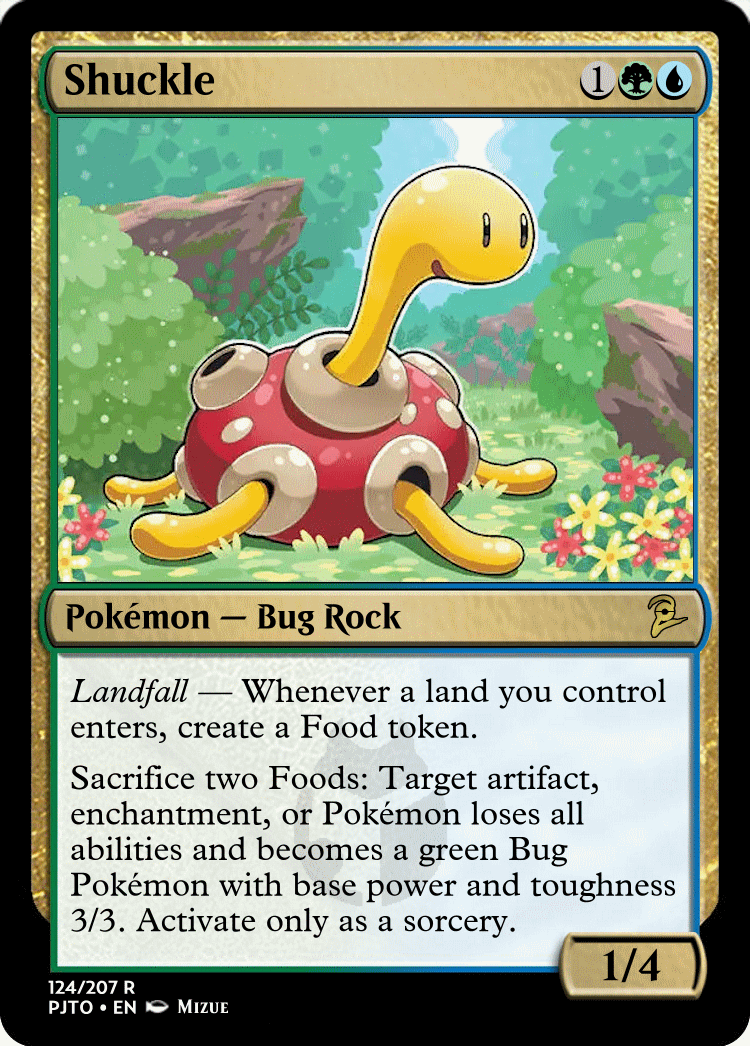 Shuckle
1
Pokémon — Bug Rock
Landfall — Whenever a land you control
enters, create a Food token.
Sacrifice two Foods: Target artifact,
enchantment, or Pokémon loses all
abilities and becomes a green Bug
Pokémon with base power and toughness
3/3. Activate only as a sorcery.
1/4
124/207 R
PJTO • EN Mizue